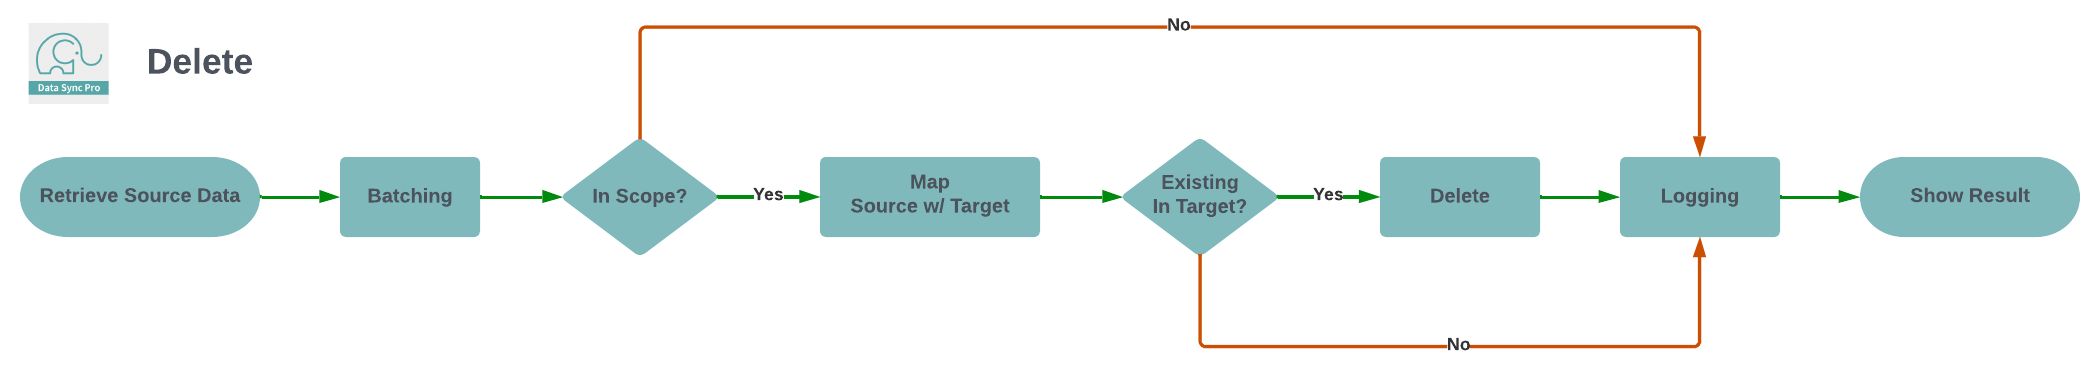 Data Sync Pro
Delete
No
Retrieve Source Data
Batching
In Scope?
Yes
Map
Source w/ Target
Existing
In Target?
Yes
Delete
Logging
Show Result
No